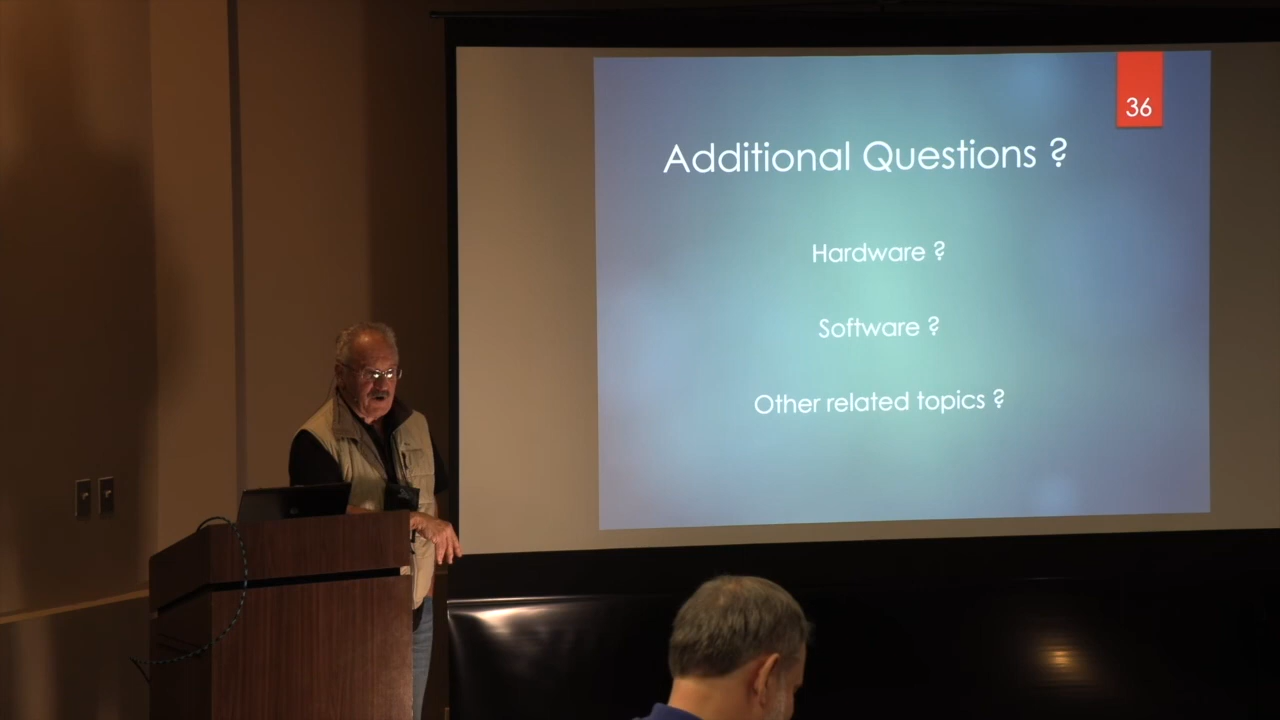 36
Additional Questions ?
Hardware ?
Software ?
Other related topics ?